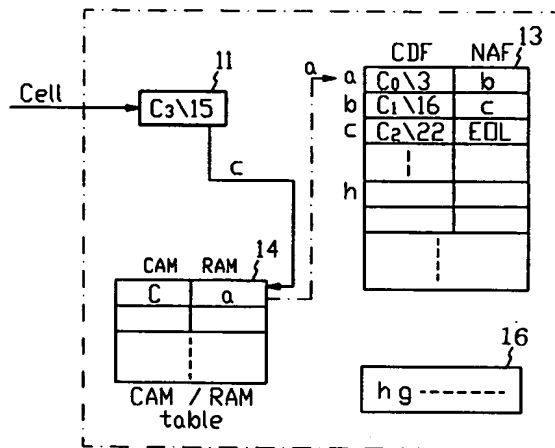 Cell
11
C₃\15
c
a
CDF NAF 13
a C₀\3 b
b C₁\16 c
c C₂\22 EOL
h
CAM RAM 14
C a
CAM / RAM
table
16
h g